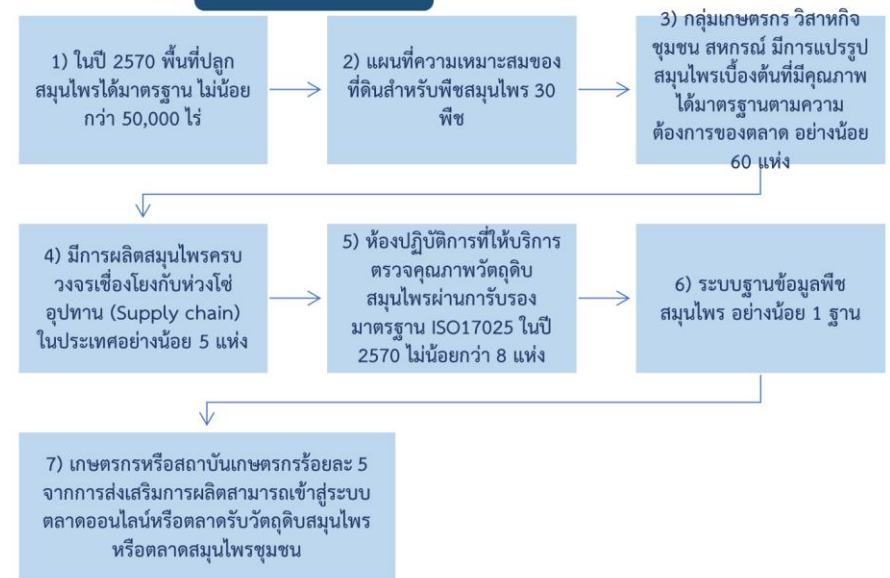 1) ในปี 2570 พื้นที่ปลูก
สมุนไพรได้มาตรฐาน ไม่น้อย
กว่า 50,000 ไร่
2) แผนที่ความเหมาะสมของ
ที่ดินสำหรับพืชสมุนไพร 30
พืช
3) กลุ่มเกษตรกร วิสาหกิจ
ชุมชน สหกรณ์ มีการแปรรูป
สมุนไพรเบื้องต้นที่มีคุณภาพ
ได้มาตรฐานตามความ
ต้องการของตลาด อย่างน้อย
60 แห่ง
4) มีการผลิตสมุนไพรครบ
วงจรเชื่องโยงกับห่วงโซ่
อุปทาน (Supply chain)
ในประเทศอย่างน้อย 5 แห่ง
5) ห้องปฏิบัติการที่ให้บริการ
ตรวจคุณภาพวัตถุดิบ
สมุนไพรผ่านการับรอง
มาตรฐาน ISO17025 ในปี
2570 ไม่น้อยกว่า 8 แห่ง
6) ระบบฐานข้อมูลพืช
สมุนไพร อย่างน้อย 1 ฐาน
7) เกษตรกรหรือสถาบันเกษตรกรร้อยละ 5
จากการส่งเสริมการผลิตสามารถเข้าสู่ระบบ
ตลาดออนไลน์หรือตลาดรับวัตถุดิบสมุนไพร
หรือตลาดสมุนไพรชุมชน